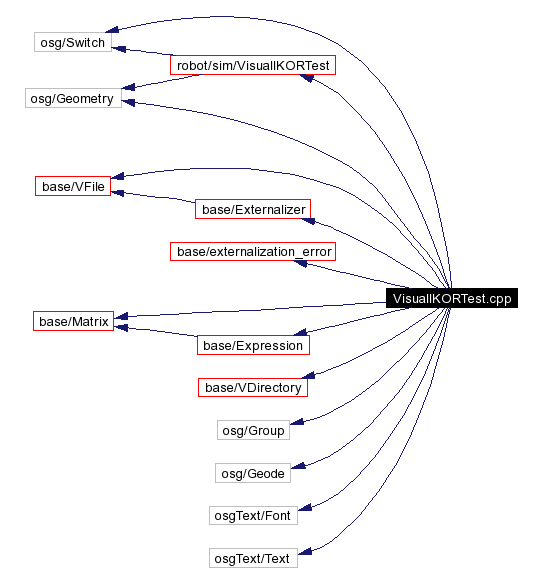 osg/Switch
robot/sim/VisualIKORTest
osg/Geometry
base/VFile
base/Externalizer
base/externalization_error
VisualIKORTest.cpp
base/Matrix
base/Expression
base/VDirectory
osg/Group
osg/Geode
osgText/Font
osgText/Text